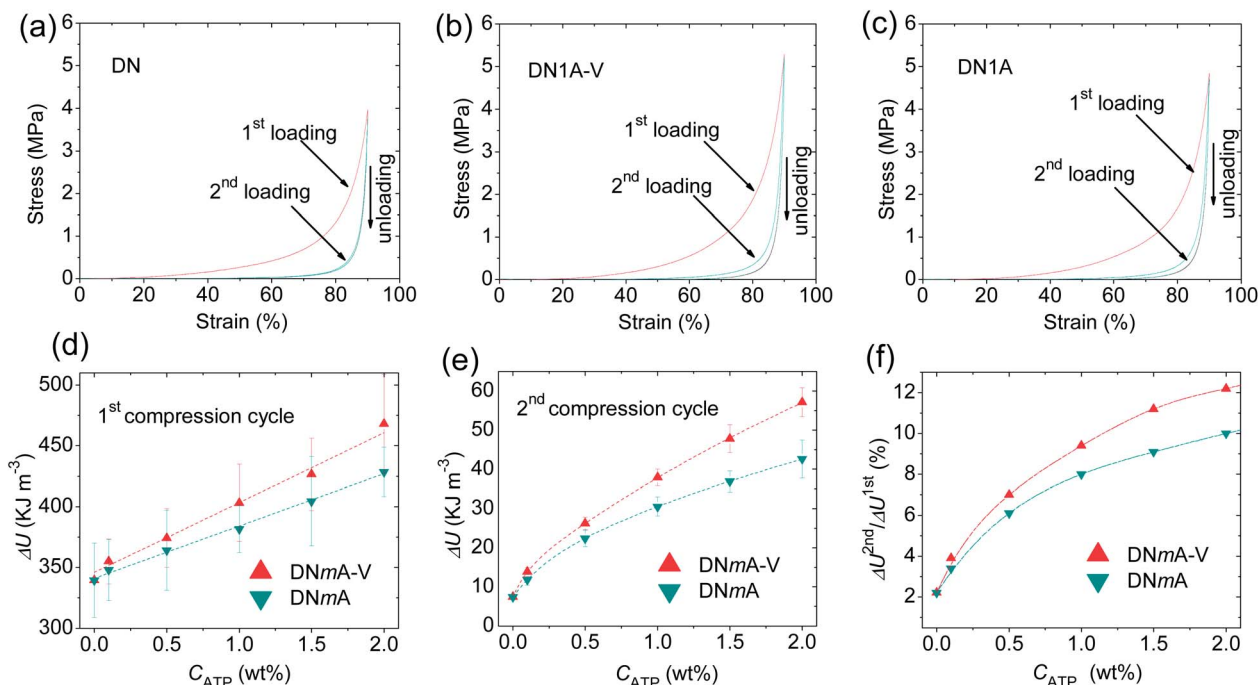 (a)
DN
1st loading
2nd loading
unloading
Stress (MPa)
0
1
2
3
4
5
6
0 20 40 60 80 100
Strain (%)
(b)
DN1A-V
1st loading
2nd loading
unloading
Stress (MPa)
0
1
2
3
4
5
6
0 20 40 60 80 100
Strain (%)
(c)
DN1A
1st loading
2nd loading
unloading
Stress (MPa)
0
1
2
3
4
5
6
0 20 40 60 80 100
Strain (%)
(d)
1st compression cycle
ΔU (KJ m-3)
500
450
400
350
300
DNmA-V
DNmA
0.0 0.5 1.0 1.5 2.0
CATP (wt%)
(e)
2nd compression cycle
ΔU (KJ m-3)
60
50
40
30
20
10
0
DNmA-V
DNmA
0.0 0.5 1.0 1.5 2.0
CATP (wt%)
(f)
ΔU2nd/ΔU1st (%)
12
10
8
6
4
2
DNmA-V
DNmA
0.0 0.5 1.0 1.5 2.0
CATP (wt%)